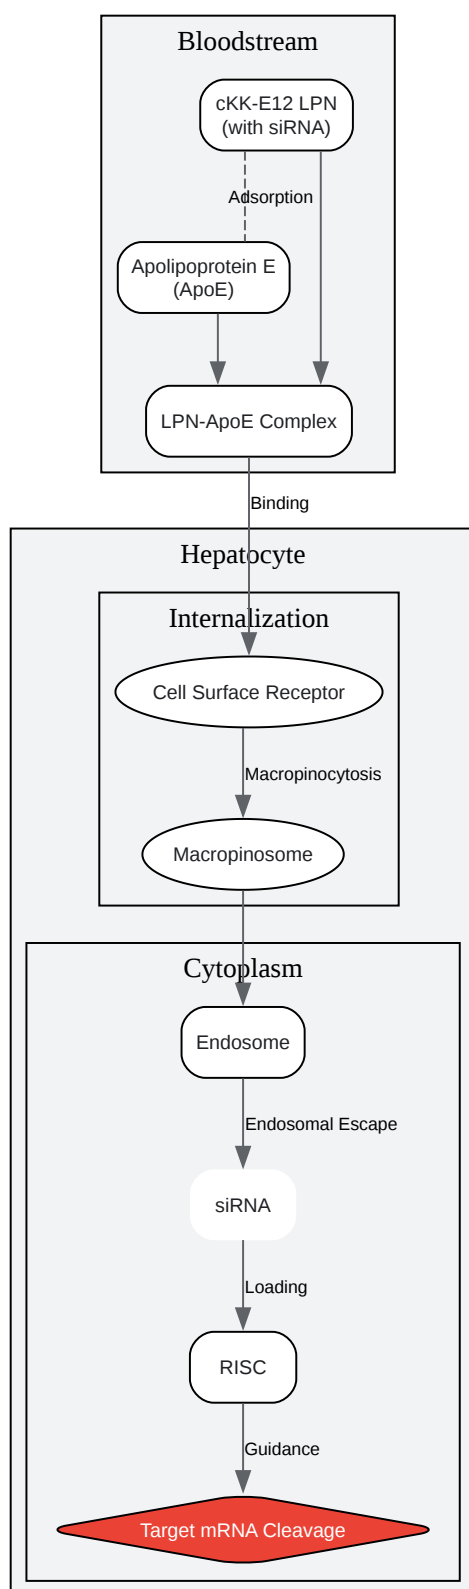 Bloodstream
cKK-E12 LPN
(with siRNA)
Adsorption
Apolipoprotein E
(ApoE)
LPN-ApoE Complex
Binding
Hepatocyte
Internalization
Cell Surface Receptor
Macropinocytosis
Macropinosome
Cytoplasm
Endosome
Endosomal Escape
siRNA
Loading
RISC
Guidance
Target mRNA Cleavage